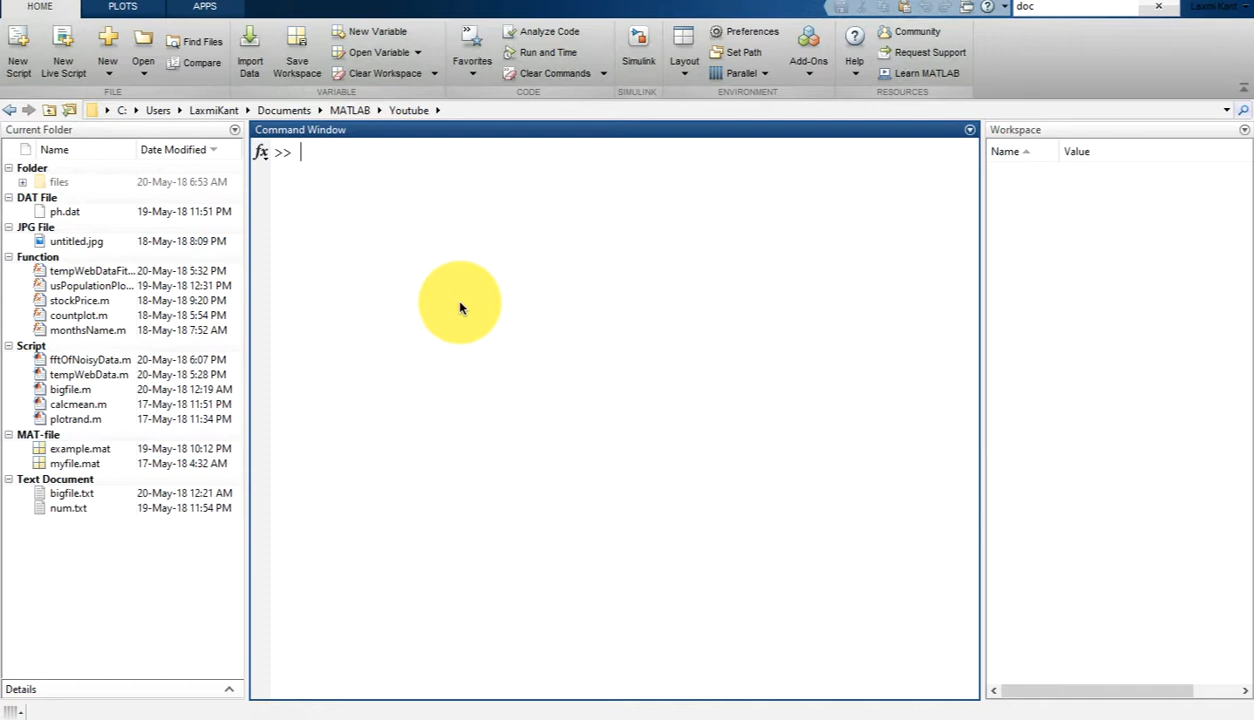 HOME PLOTS APPS doc Laxmi Kant
New Script
New Live Script
New
Open
Find Files
Compare
Import Data
Save Workspace
New Variable
Open Variable
Clear Workspace
Favorites
Analyze Code
Run and Time
Clear Commands
Simulink
Layout
Preferences
Set Path
Parallel
Add-Ons
Help
Community
Request Support
Learn MATLAB
FILE VARIABLE CODE SIMULINK ENVIRONMENT RESOURCES
C: Users LaxmiKant Documents MATLAB Youtube
Current Folder
Name Date Modified
Folder
files 20-May-18 6:53 AM
DAT File
ph.dat 19-May-18 11:51 PM
JPG File
untitled.jpg 18-May-18 8:09 PM
Function
tempWebDataFit... 20-May-18 5:32 PM
usPopulationPlo... 19-May-18 12:31 PM
stockPrice.m 18-May-18 9:20 PM
countplot.m 18-May-18 5:54 PM
monthsName.m 18-May-18 7:52 AM
Script
fftOfNoisyData.m 20-May-18 6:07 PM
tempWebData.m 20-May-18 5:28 PM
bigfile.m 20-May-18 12:19 AM
calcmean.m 17-May-18 11:51 PM
plotrand.m 17-May-18 11:34 PM
MAT-file
example.mat 19-May-18 10:12 PM
myfile.mat 17-May-18 4:32 AM
Text Document
bigfile.txt 20-May-18 12:21 AM
num.txt 19-May-18 11:54 PM
Details
Command Window
fx >>
Workspace
Name Value